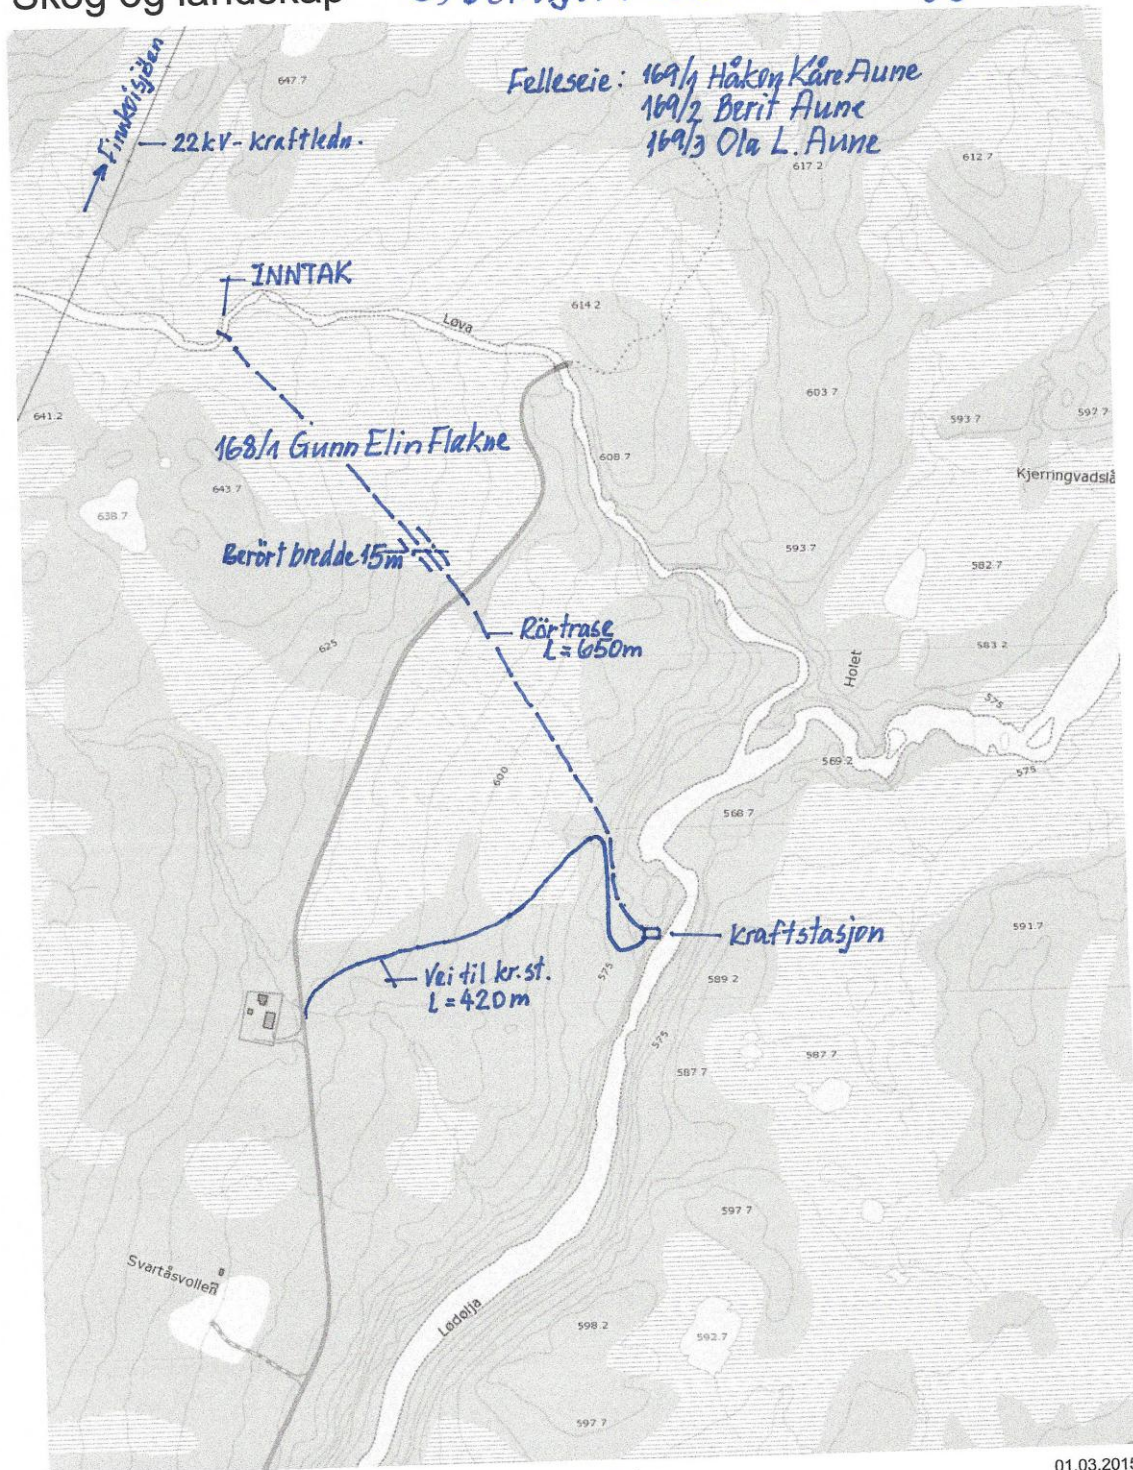 Skog og landskap
Felleseie: 169/1 Håkon Kåre Aune
169/2 Berit Aune
169/3 Ola L. Aune
647.7
22kV-kraftledn.
617 2
612 7
INNTAK
614 2
Løva
603 7
641.2
593 7
597 7
168/1 Gunn Elin Flakne
608 7
Kjerringvadslå
643 7
638.7
Berört bredde 15m
593.7
582.7
Rörtrase
L=650m
625
583 2
Holet
575
569.2
575
600
568 7
591.7
kraftstasjon
575
Vei til kr.st.
L=420m
589 2
575
587 7
587 7
597 7
Svartåsvollen
Lødølja
598 2
592.7
597 7
01.03.2015